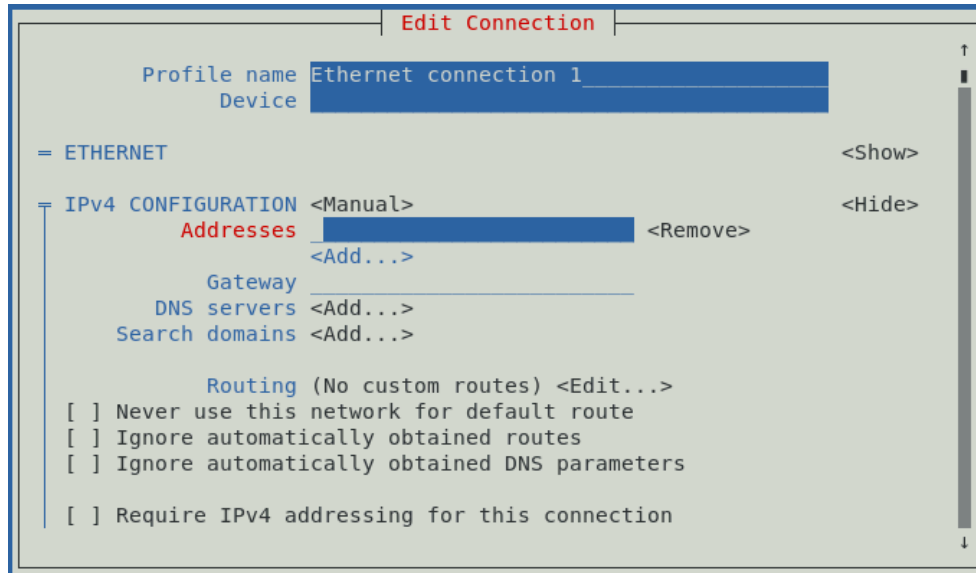 Edit Connection
Profile name Ethernet connection 1
Device
= ETHERNET <Show>
IPv4 CONFIGURATION <Manual> <Hide>
Addresses <Remove>
<Add...>
Gateway
DNS servers <Add...>
Search domains <Add...>
Routing (No custom routes) <Edit...>
[ ] Never use this network for default route
[ ] Ignore automatically obtained routes
[ ] Ignore automatically obtained DNS parameters
[ ] Require IPv4 addressing for this connection